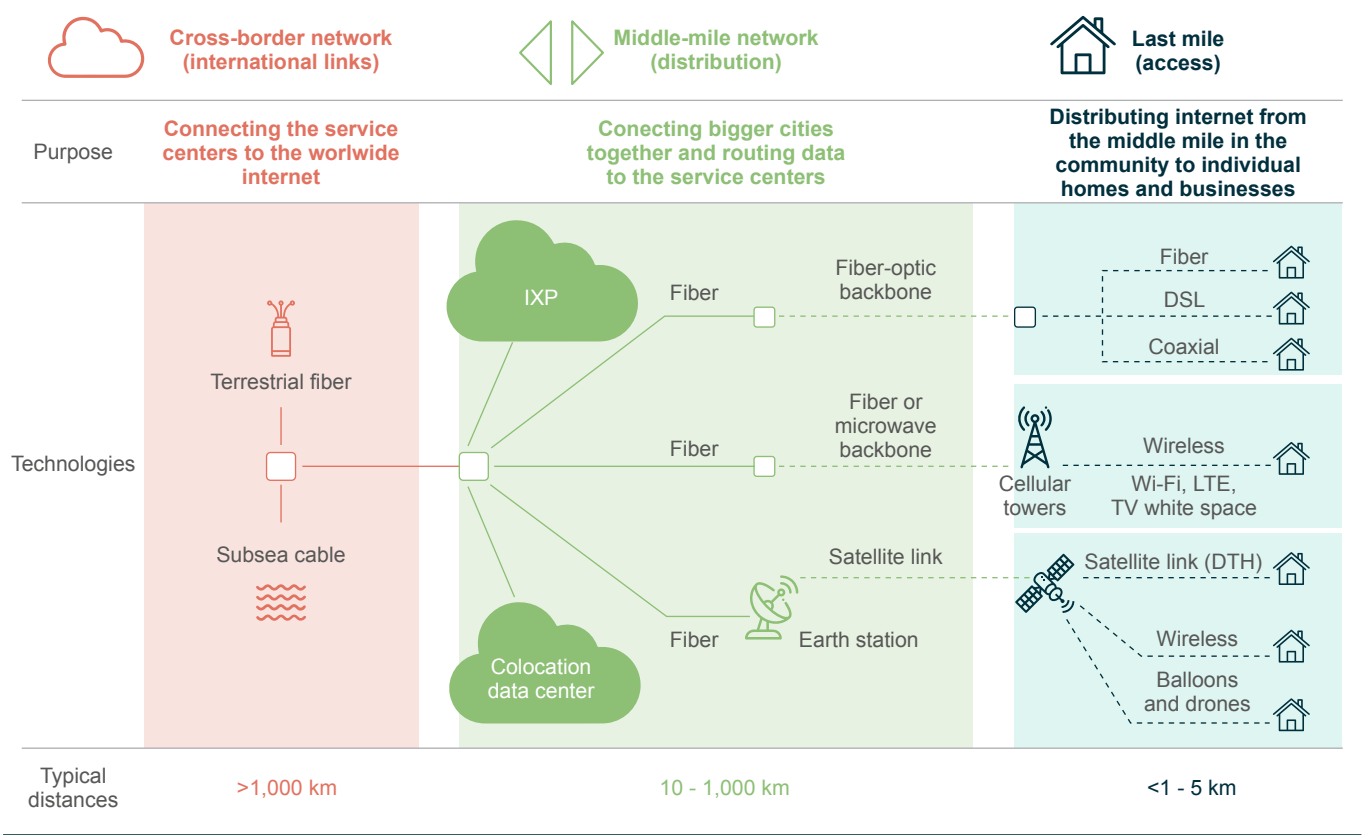 Cross-border network
(international links)
Middle-mile network
(distribution)
Last mile
(access)
Purpose
Connecting the service
centers to the worlwide
internet
Conecting bigger cities
together and routing data
to the service centers
Distributing internet from
the middle mile in the
community to individual
homes and businesses
Technologies
Terrestrial fiber
Subsea cable
IXP
Colocation
data center
Fiber
Fiber-optic
backbone
Fiber
Fiber or
microwave
backbone
Fiber
Earth station
Satellite link
Fiber
DSL
Coaxial
Cellular
towers
Wireless
Wi-Fi, LTE,
TV white space
Satellite link (DTH)
Wireless
Balloons
and drones
Typical
distances
>1,000 km
10 - 1,000 km
<1 - 5 km